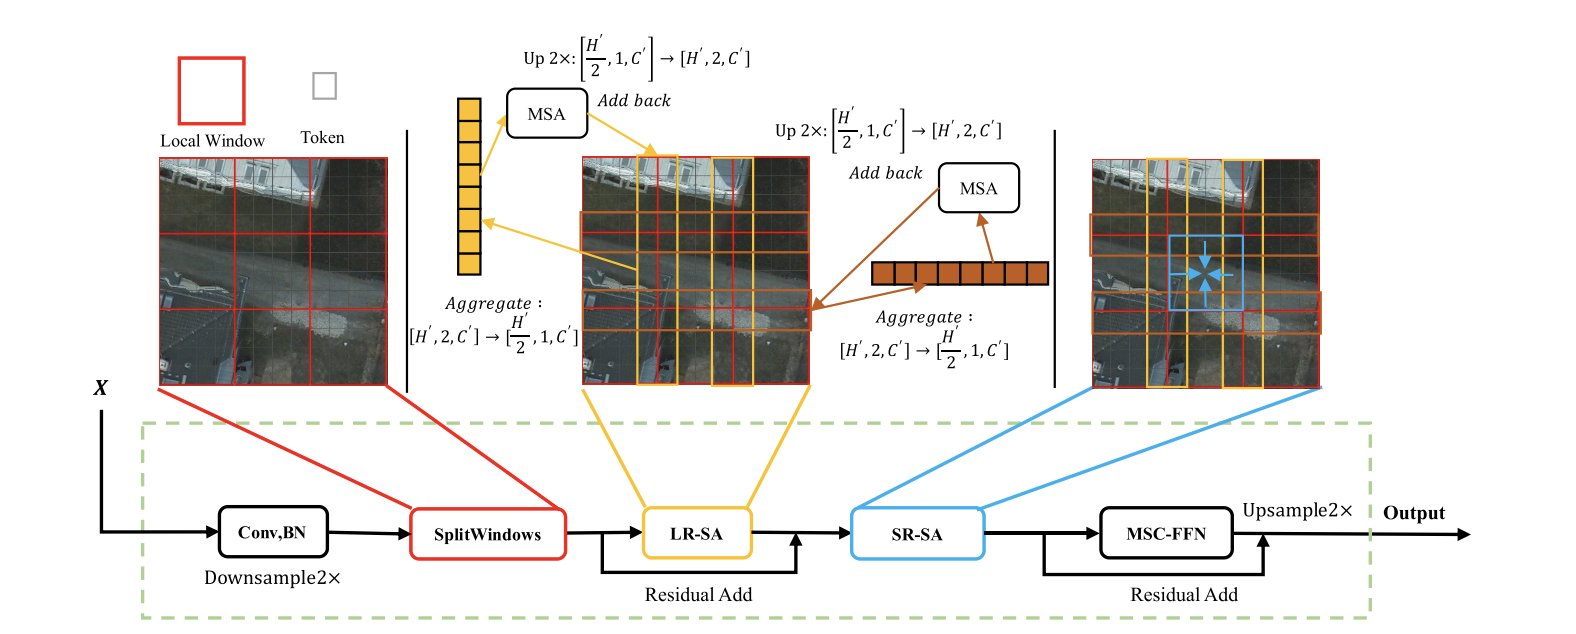 Local Window
Token
Up 2×: [H′/2, 1, C′] → [H′, 2, C′]
MSA
Add back
Aggregate :
[H′, 2, C′] → [H′/2, 1, C′]
Up 2×: [H′/2, 1, C′] → [H′, 2, C′]
Add back
MSA
Aggregate :
[H′, 2, C′] → [H′/2, 1, C′]
X
Conv,BN
Downsample2×
SplitWindows
LR-SA
Residual Add
SR-SA
MSC-FFN
Residual Add
Upsample2×
Output